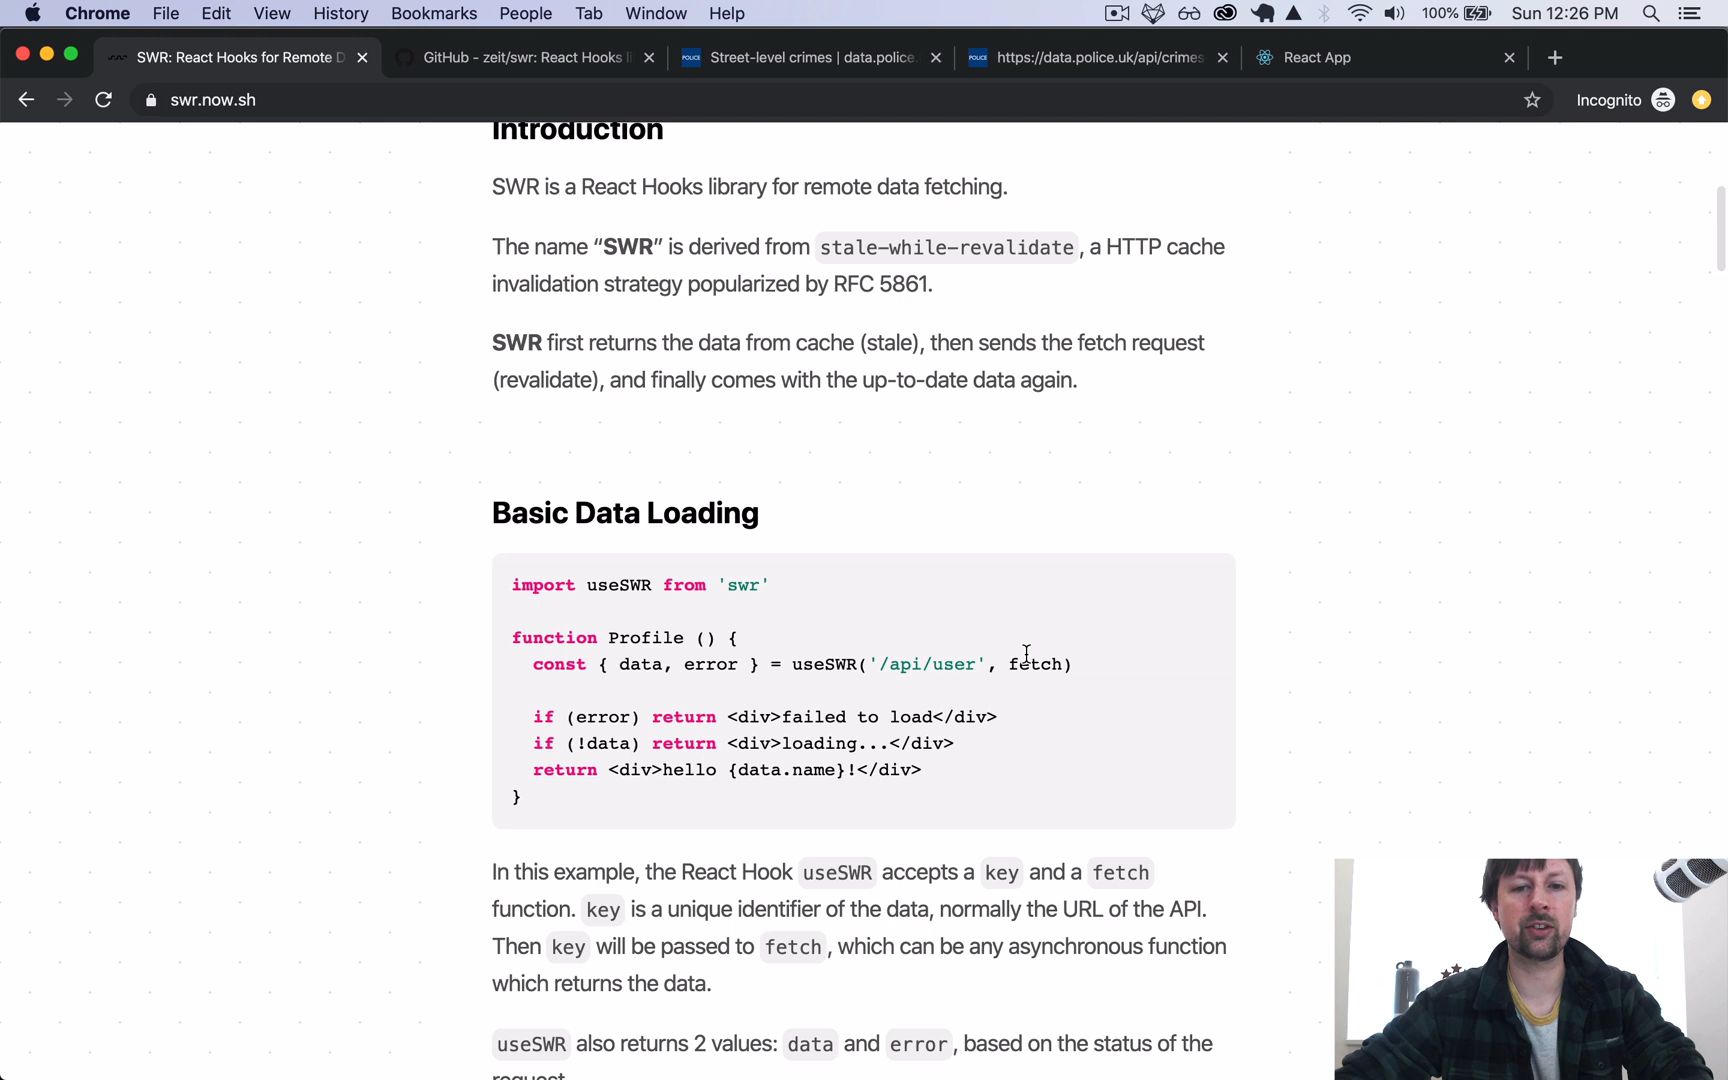 Chrome File Edit View History Bookmarks People Tab Window Help 100% Sun 12:26 PM
SWR: React Hooks for Remote D GitHub - zeit/swr: React Hooks li Street-level crimes | data.police. https://data.police.uk/api/crimes React App
swr.now.sh Incognito
Introduction
SWR is a React Hooks library for remote data fetching.
The name “SWR” is derived from stale-while-revalidate, a HTTP cache
invalidation strategy popularized by RFC 5861.
SWR first returns the data from cache (stale), then sends the fetch request
(revalidate), and finally comes with the up-to-date data again.
Basic Data Loading
import useSWR from 'swr'
function Profile () {
const { data, error } = useSWR('/api/user', fetch)
if (error) return <div>failed to load</div>
if (!data) return <div>loading...</div>
return <div>hello {data.name}!</div>
}
In this example, the React Hook useSWR accepts a key and a fetch
function. key is a unique identifier of the data, normally the URL of the API.
Then key will be passed to fetch, which can be any asynchronous function
which returns the data.
useSWR also returns 2 values: data and error, based on the status of the
request.